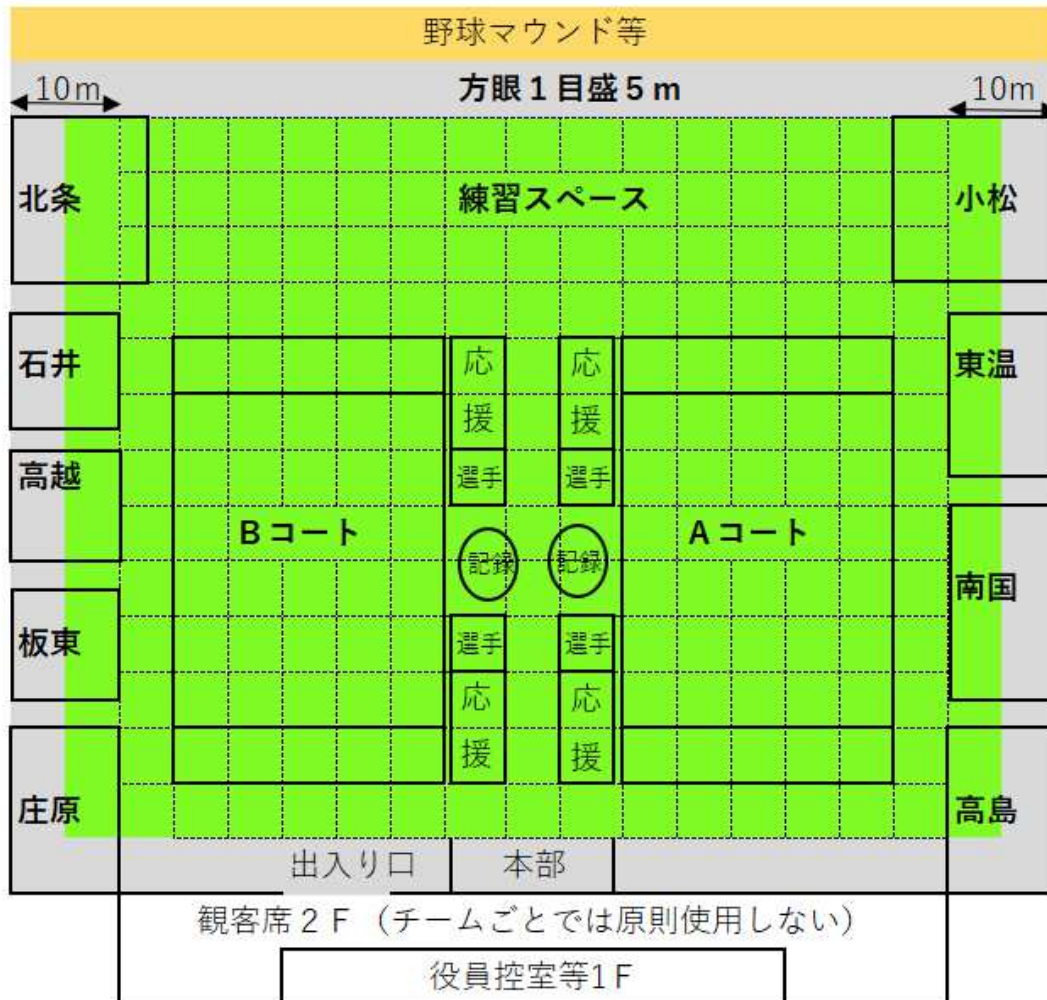 野球マウンド等
10m
方眼１目盛５ｍ
10m
北条
練習スペース
小松
石井
応
応
東温
援
援
高越
選手
選手
Ｂコート
Ａコート
記録
記録
南国
板東
選手
選手
応
応
援
援
庄原
高島
出入り口
本部
観客席２Ｆ（チームごとでは原則使用しない）
役員控室等1Ｆ